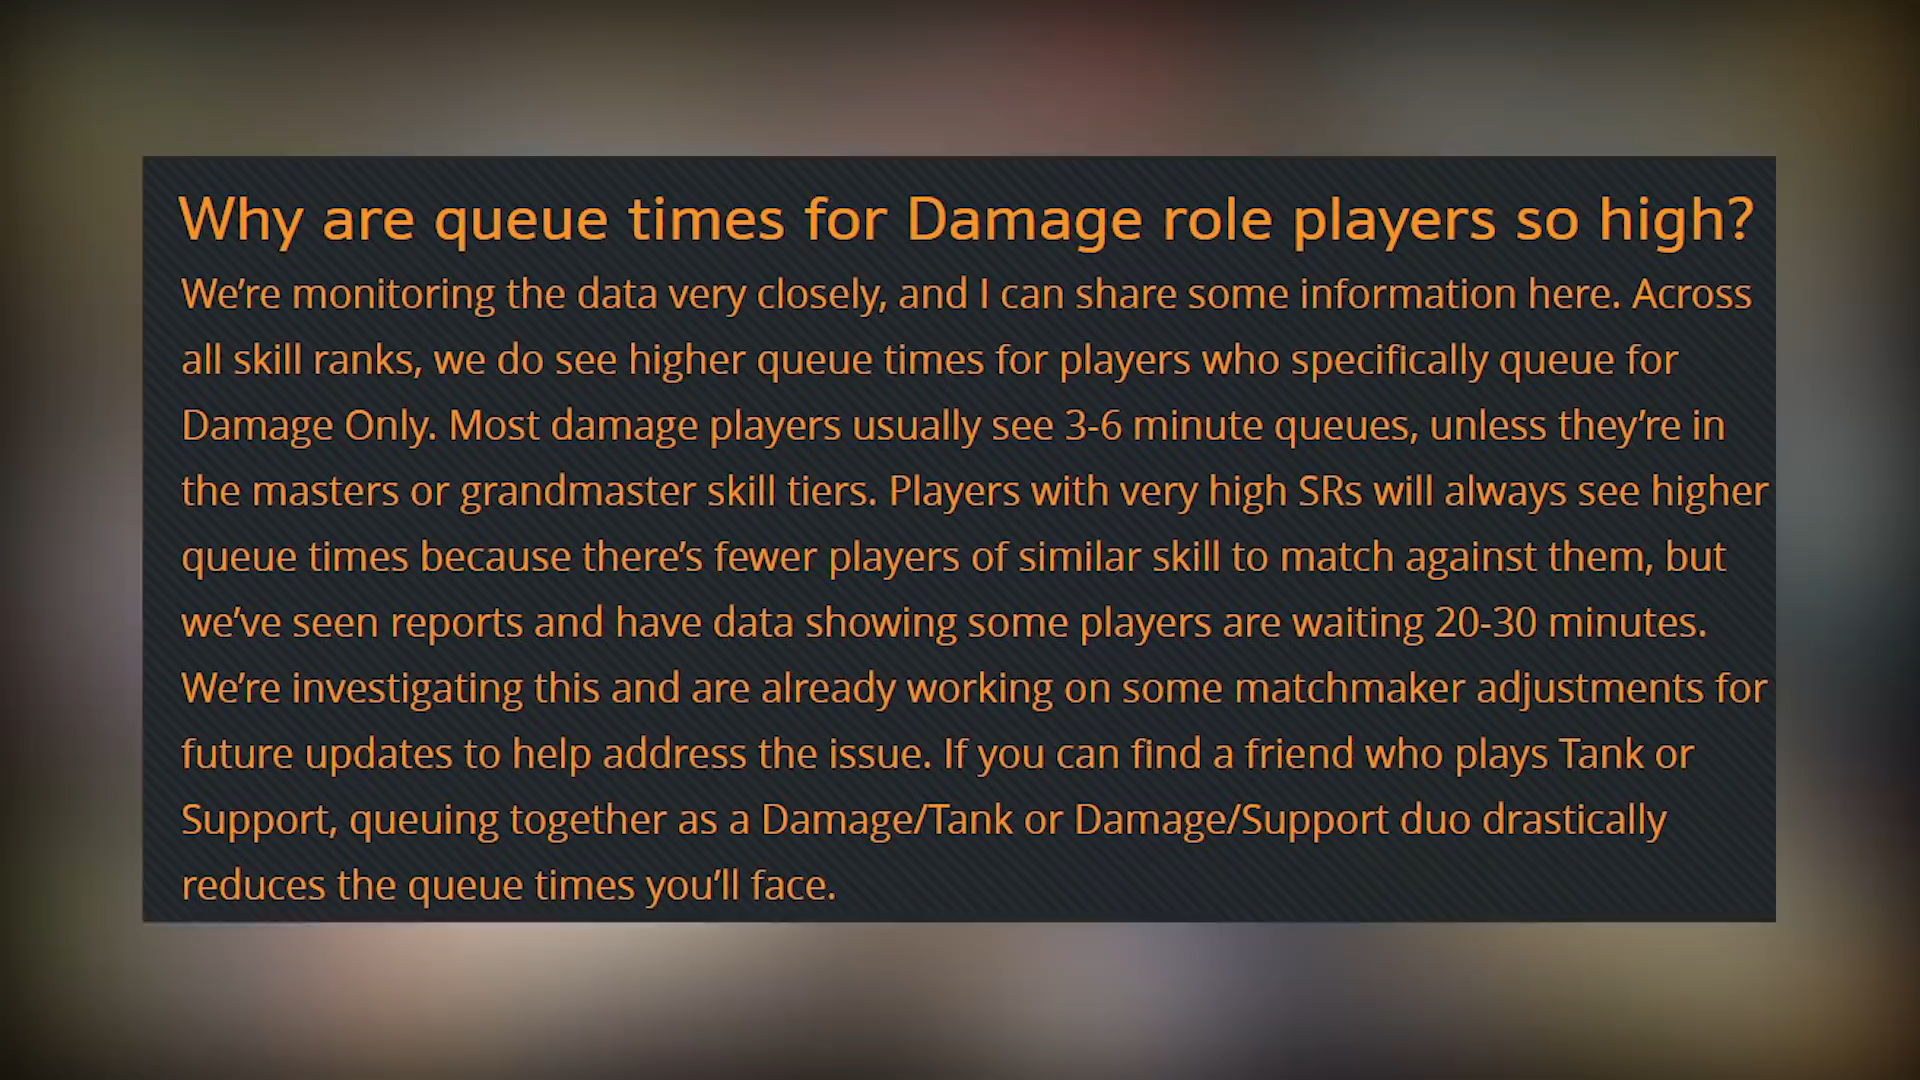 Why are queue times for Damage role players so high?
We’re monitoring the data very closely, and I can share some information here. Across
all skill ranks, we do see higher queue times for players who specifically queue for
Damage Only. Most damage players usually see 3-6 minute queues, unless they’re in
the masters or grandmaster skill tiers. Players with very high SRs will always see higher
queue times because there’s fewer players of similar skill to match against them, but
we’ve seen reports and have data showing some players are waiting 20-30 minutes.
We’re investigating this and are already working on some matchmaker adjustments for
future updates to help address the issue. If you can find a friend who plays Tank or
Support, queuing together as a Damage/Tank or Damage/Support duo drastically
reduces the queue times you’ll face.